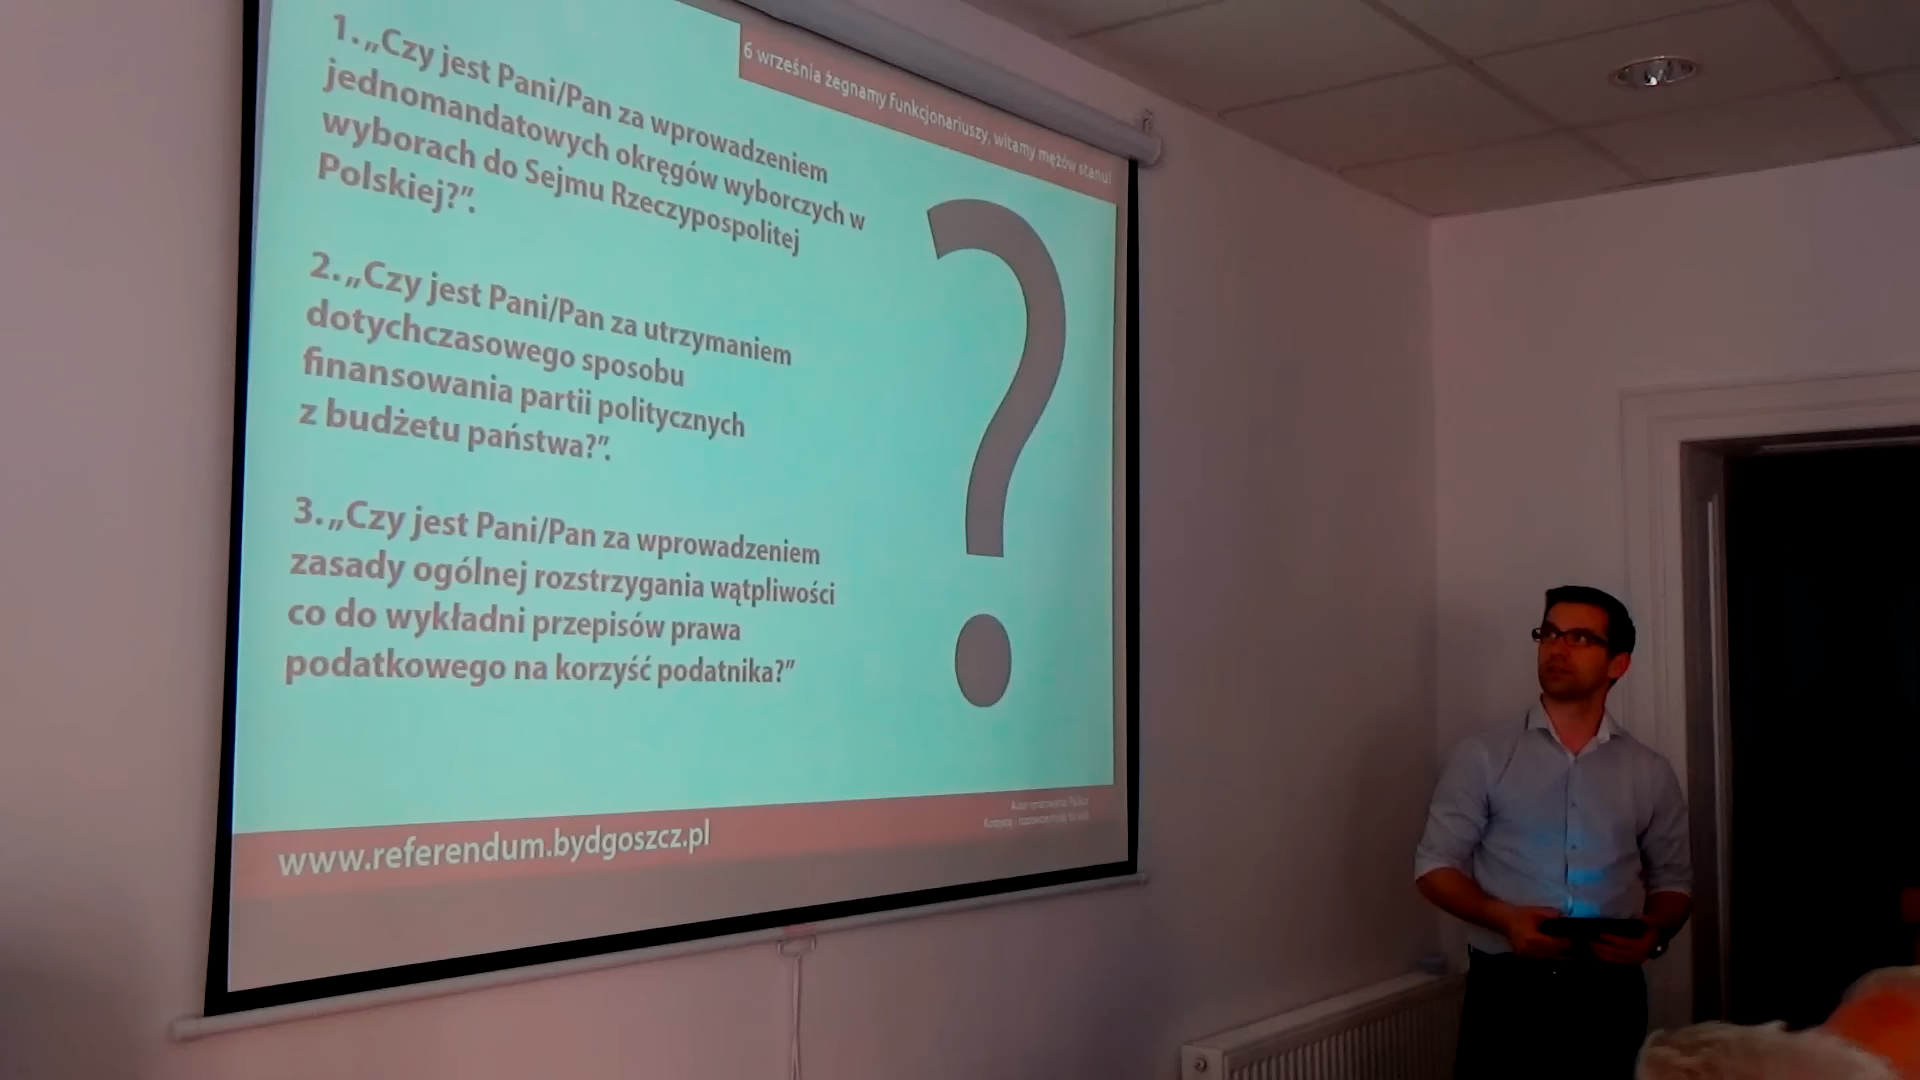 6 września żegnamy funkcjonariuszy, witamy mężów stanu!
1. „Czy jest Pani/Pan za wprowadzeniem
jednomandatowych okręgów wyborczych w
wyborach do Sejmu Rzeczypospolitej
Polskiej?”.
2. „Czy jest Pani/Pan za utrzymaniem
dotychczasowego sposobu
finansowania partii politycznych
z budżetu państwa?”.
3. „Czy jest Pani/Pan za wprowadzeniem
zasady ogólnej rozstrzygania wątpliwości
co do wykładni przepisów prawa
podatkowego na korzyść podatnika?”
?
www.referendum.bydgoszcz.pl
Autor opracowania